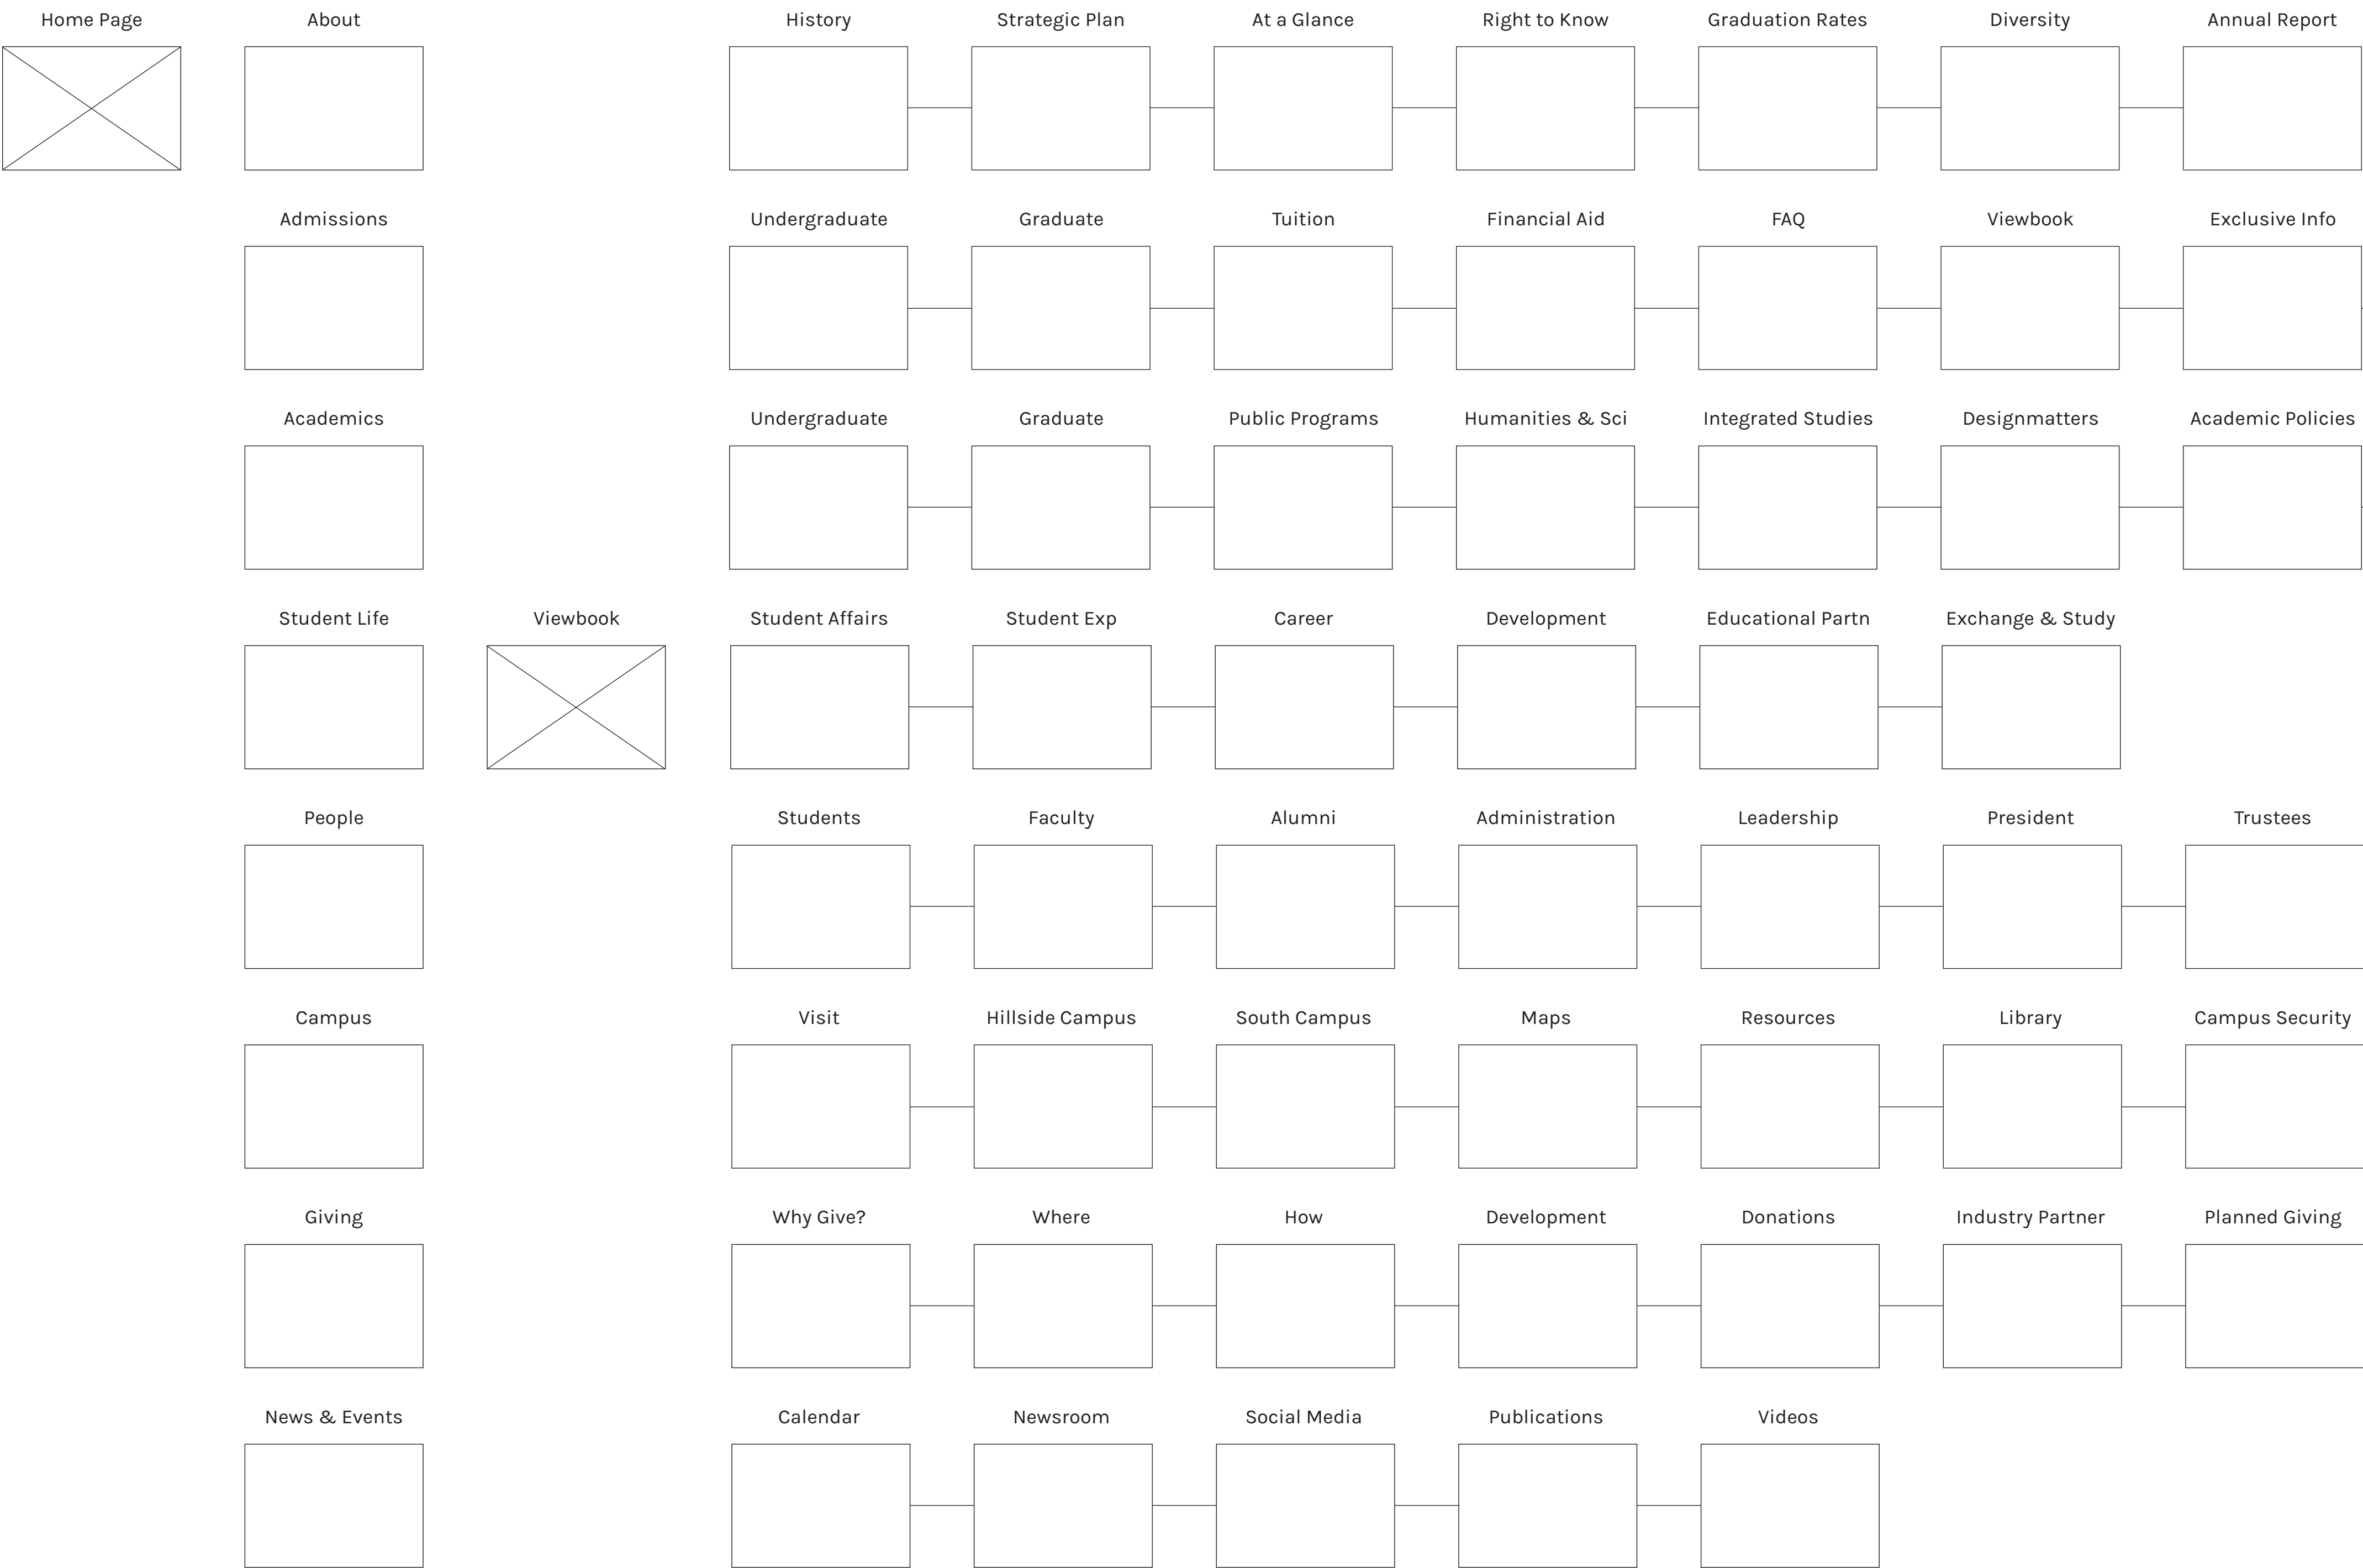 Home Page
About
History
Strategic Plan
At a Glance
Right to Know
Graduation Rates
Diversity
Annual Report
Admissions
Undergraduate
Graduate
Tuition
Financial Aid
FAQ
Viewbook
Exclusive Info
Academics
Undergraduate
Graduate
Public Programs
Humanities & Sci
Integrated Studies
Designmatters
Academic Policies
Student Life
Viewbook
Student Affairs
Student Exp
Career
Development
Educational Partn
Exchange & Study
People
Students
Faculty
Alumni
Administration
Leadership
President
Trustees
Campus
Visit
Hillside Campus
South Campus
Maps
Resources
Library
Campus Security
Giving
Why Give?
Where
How
Development
Donations
Industry Partner
Planned Giving
News & Events
Calendar
Newsroom
Social Media
Publications
Videos